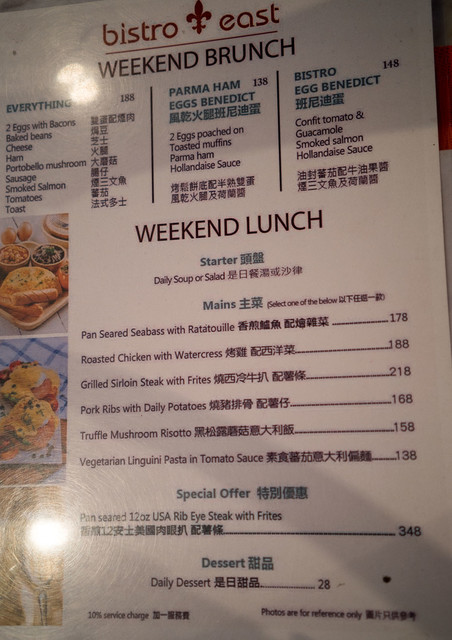 bistro east
WEEKEND BRUNCH
EVERYTHING 188
2 Eggs with Bacons 雙蛋配煙肉
Baked beans 焗豆
Cheese 芝士
Ham 火腿
Portobello mushroom 大蘑菇
Sausage 腸仔
Smoked Salmon 煙三文魚
Tomatoes 蕃茄
Toast 法式多士
PARMA HAM 138
EGGS BENEDICT
風乾火腿班尼迪蛋
2 Eggs poached on
Toasted muffins
Parma ham
Hollandaise Sauce
烤鬆餅底配半熟雙蛋
風乾火腿及荷蘭醬
BISTRO 148
EGG BENEDICT
班尼迪蛋
Confit tomato &
Guacamole
Smoked salmon
Hollandaise Sauce
油封蕃茄配牛油果醬
煙三文魚及荷蘭醬
WEEKEND LUNCH
Starter 頭盤
Daily Soup or Salad 是日餐湯或沙律
Mains 主菜 (Select one of the below 以下任選一款)
Pan Seared Seabass with Ratatouille 香煎鱸魚 配燴雜菜 178
Roasted Chicken with Watercress 烤雞 配西洋菜 188
Grilled Sirloin Steak with Frites 燒西冷牛扒 配薯條 218
Pork Ribs with Daily Potatoes 燒豬排骨 配薯仔 168
Truffle Mushroom Risotto 黑松露蘑菇意大利飯 158
Vegetarian Linguini Pasta in Tomato Sauce 素食蕃茄意大利扁麵 138
Special Offer 特別優惠
Pan seared 12oz USA Rib Eye Steak with Frites
香煎12安士美國肉眼扒 配薯條 348
Dessert 甜品
Daily Dessert 是日甜品 28
10% service charge 加一服務費
Photos are for reference only 圖片只供參考